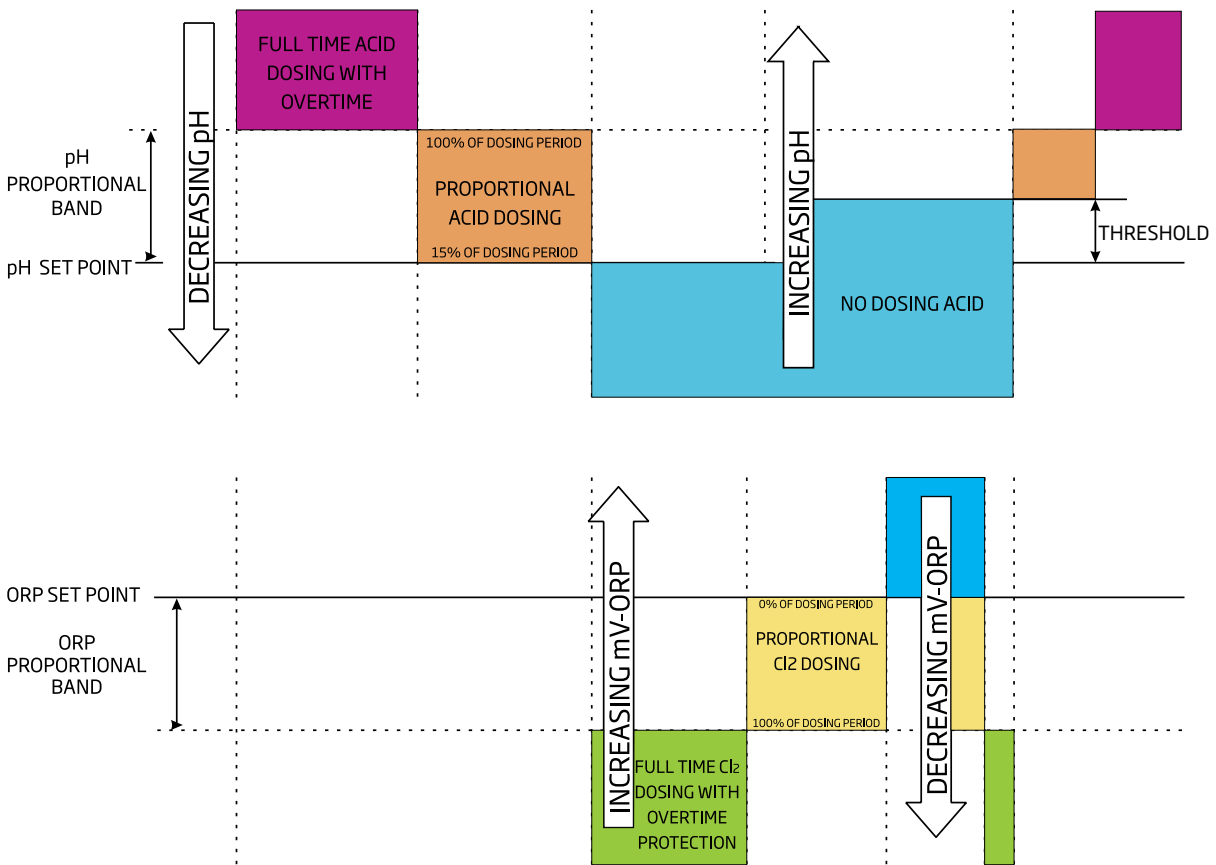 FULL TIME ACID
DOSING WITH
OVERTIME
DECREASING pH
INCREASING pH
pH
PROPORTIONAL
BAND
100% OF DOSING PERIOD
PROPORTIONAL
ACID DOSING
15% OF DOSING PERIOD
THRESHOLD
pH SET POINT
NO DOSING ACID
INCREASING mV-ORP
DECREASING mV-ORP
ORP SET POINT
0% OF DOSING PERIOD
ORP
PROPORTIONAL
BAND
PROPORTIONAL
Cl2 DOSING
100% OF DOSING PERIOD
FULL TIME Cl₂
DOSING WITH
OVERTIME
PROTECTION